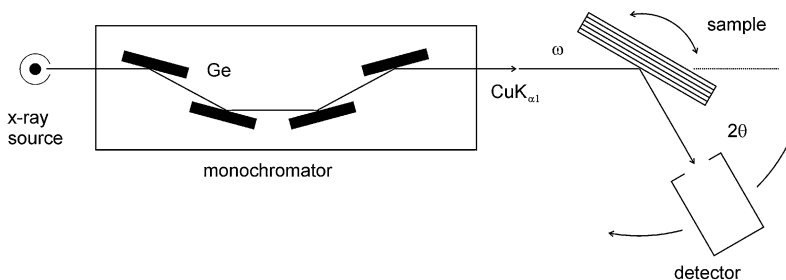 x-ray
source
Ge
monochromator
CuKα1
ω
sample
2θ
detector